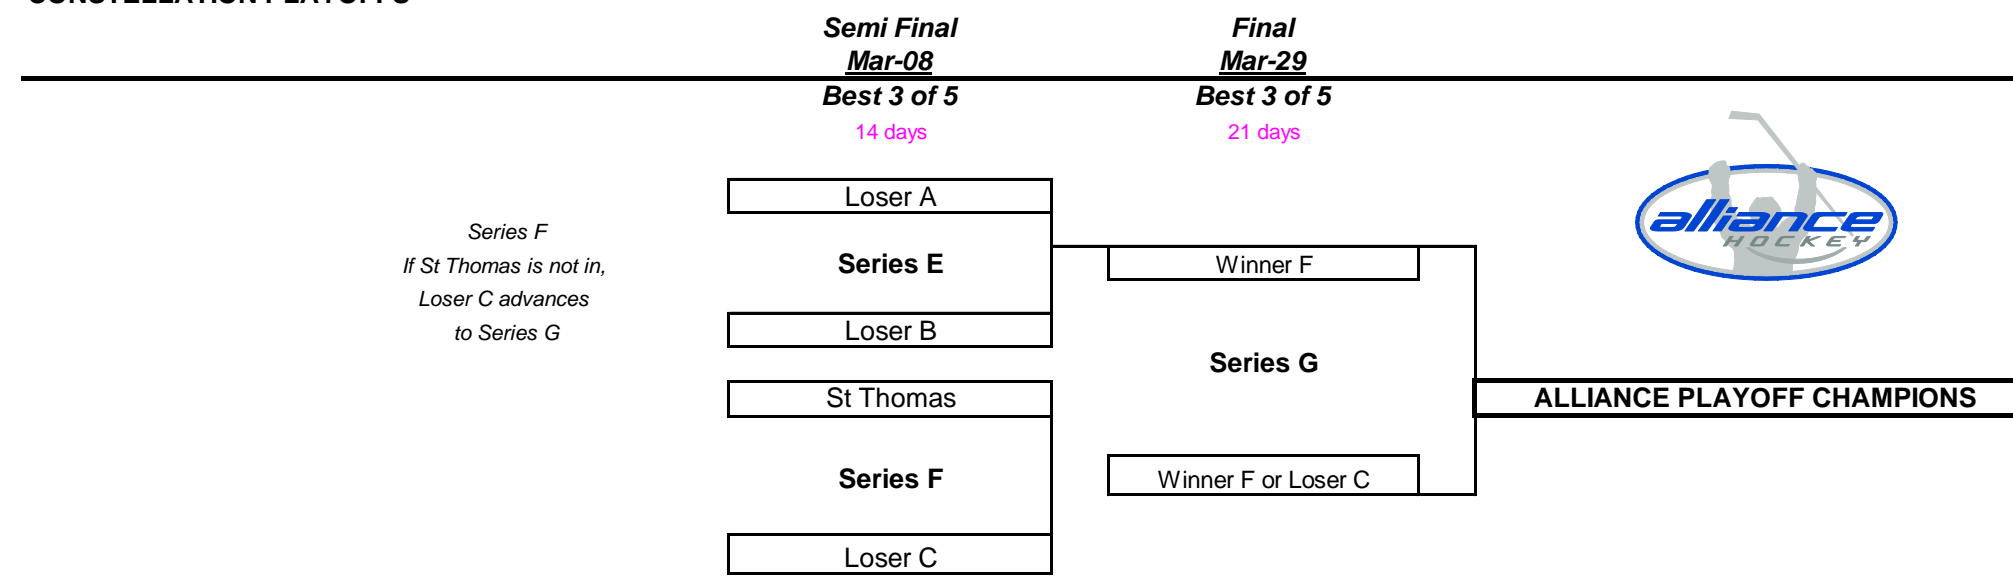 CONSTELLATION PLAYOFFS
Semi Final
Mar-08
Final
Mar-29
Best 3 of 5
14 days
Best 3 of 5
21 days
alliance
HOCKEY
Loser A
Series F
If St Thomas is not in,
Loser C advances
to Series G
Series E
Winner F
Loser B
Series G
St Thomas
ALLIANCE PLAYOFF CHAMPIONS
Series F
Winner F or Loser C
Loser C